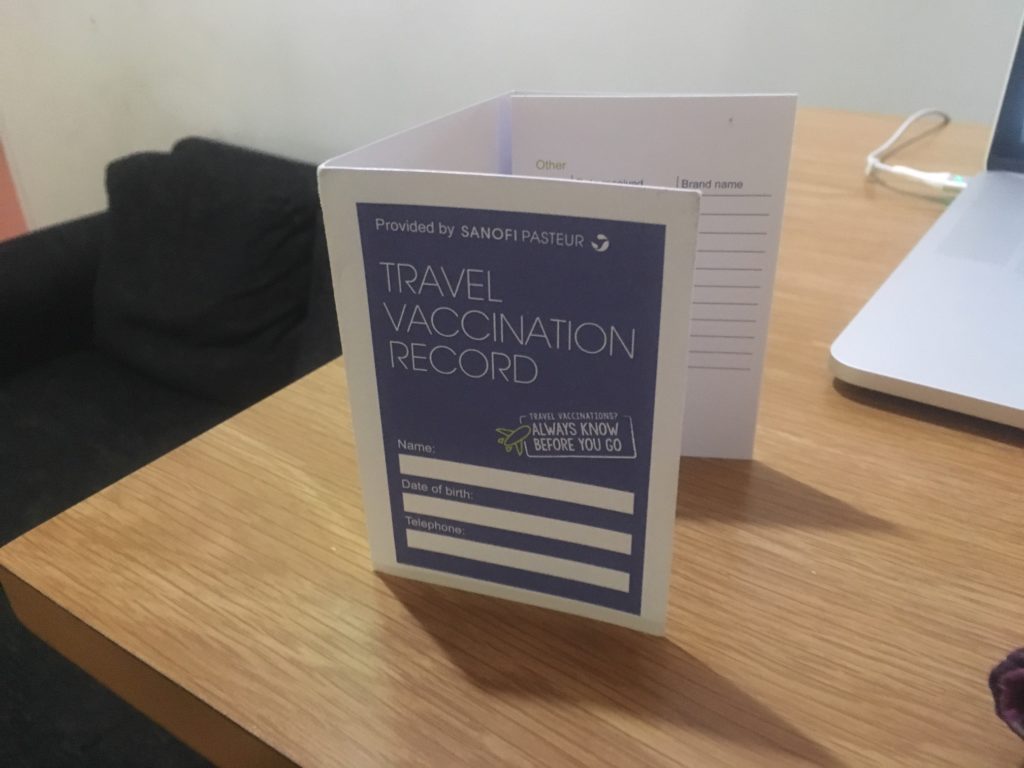 Provided by SANOFI PASTEUR
TRAVEL
VACCINATION
RECORD
TRAVEL VACCINATIONS?
ALWAYS KNOW
BEFORE YOU GO
Name:
Date of birth:
Telephone:
Other
Brand name